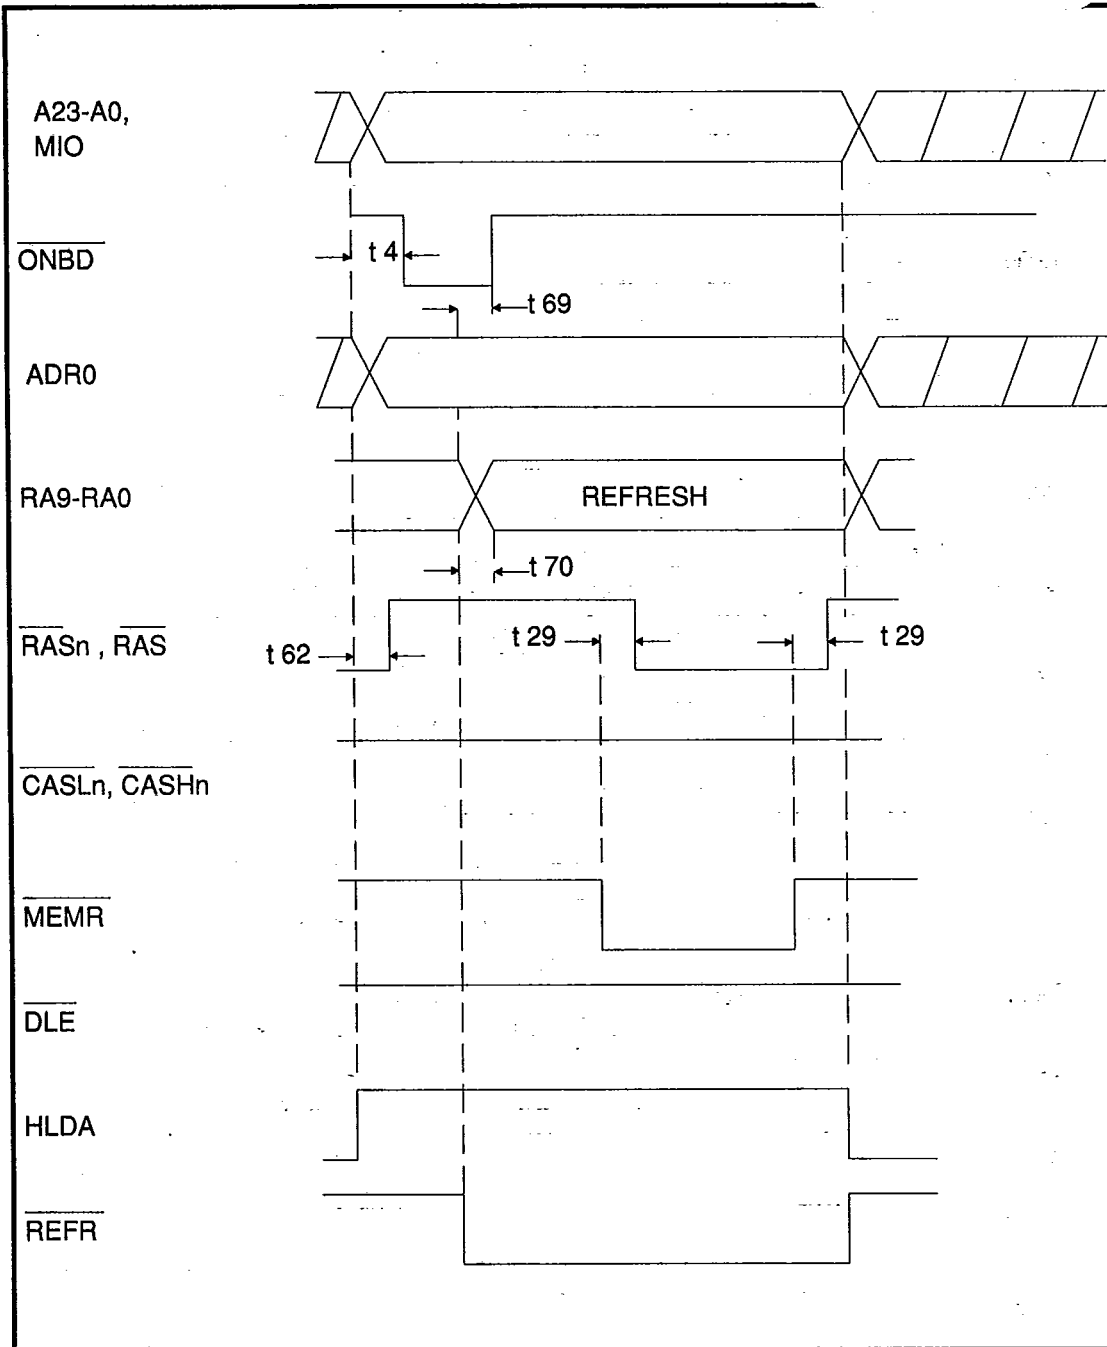 A23-A0,
MIO
ONBD
t 4
t 69
ADR0
RA9-RA0
REFRESH
t 70
RASn , RAS
t 62
t 29
t 29
CASLn, CASHn
MEMR
DLE
HLDA
REFR